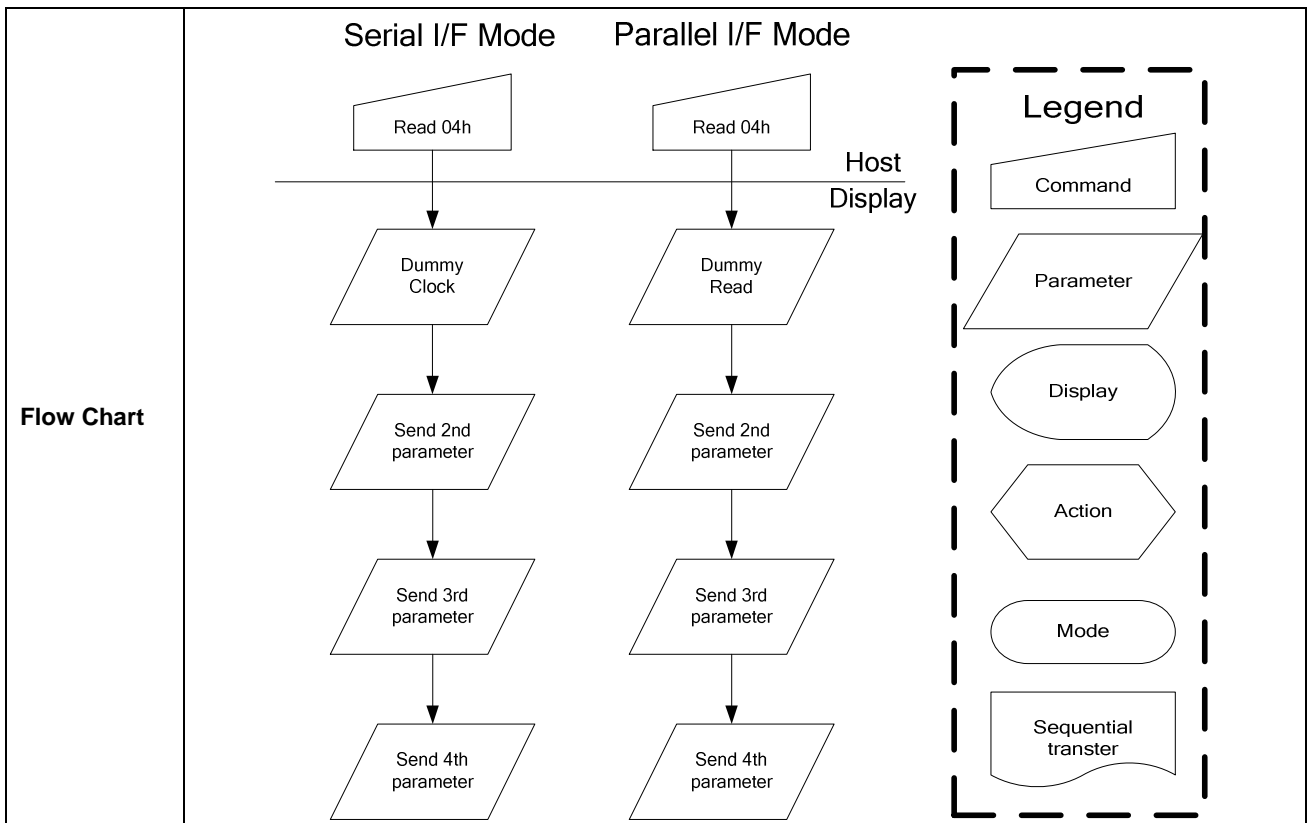 Flow Chart
Serial I/F Mode
Read 04h
Dummy
Clock
Send 2nd
parameter
Send 3rd
parameter
Send 4th
parameter
Parallel I/F Mode
Read 04h
Dummy
Read
Send 2nd
parameter
Send 3rd
parameter
Send 4th
parameter
Host
Display
Legend
Command
Parameter
Display
Action
Mode
Sequential
transter